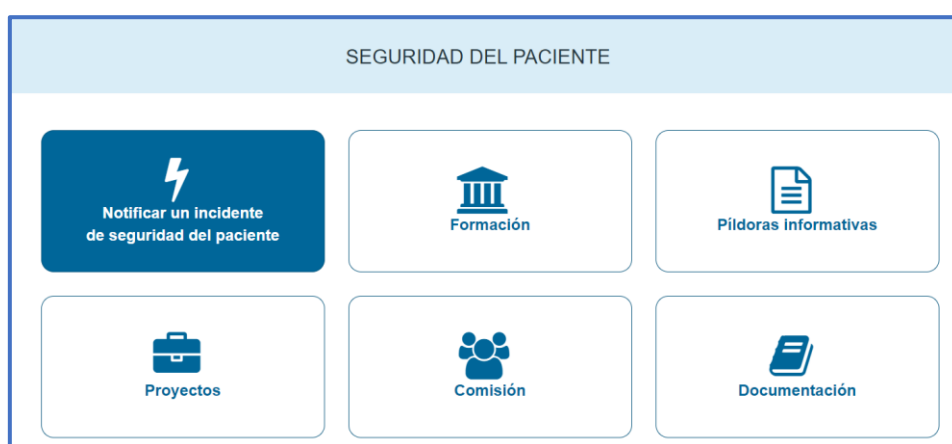 SEGURIDAD DEL PACIENTE
Notificar un incidente
de seguridad del paciente
Formación
Píldoras informativas
Proyectos
Comisión
Documentación